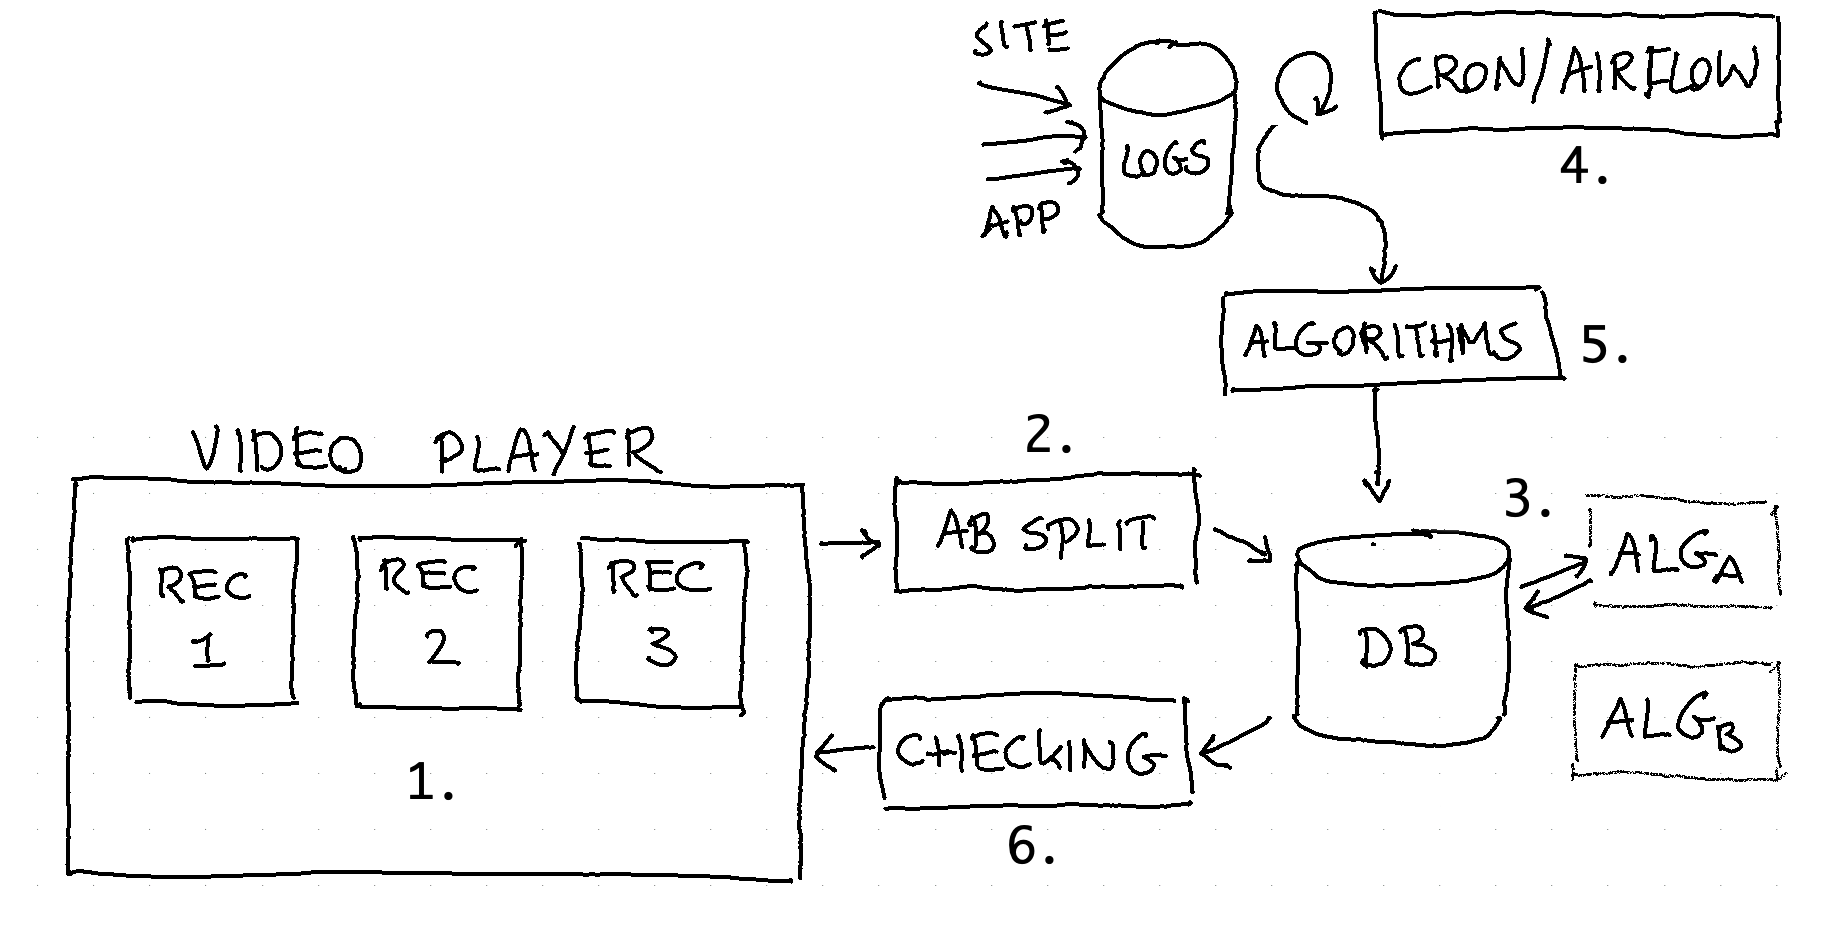 SITE
APP
LOGS
CRON/AIRFLOW
4.
ALGORITHMS
5.
VIDEO PLAYER
REC
1
REC
2
REC
3
1.
2.
AB SPLIT
3.
DB
ALG_A
ALG_B
CHECKING
6.